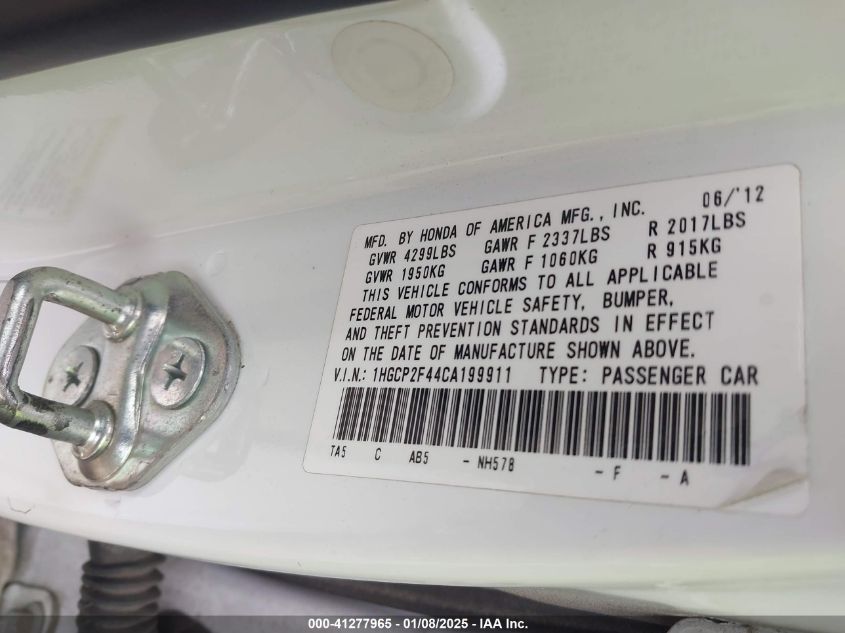 MFD. BY HONDA OF AMERICA MFG., INC. 06/'12
GVWR 4299LBS GAWR F 2337LBS R 2017LBS
GVWR 1950KG GAWR F 1060KG R 915KG
THIS VEHICLE CONFORMS TO ALL APPLICABLE
FEDERAL MOTOR VEHICLE SAFETY, BUMPER,
AND THEFT PREVENTION STANDARDS IN EFFECT
ON THE DATE OF MANUFACTURE SHOWN ABOVE.
V.I.N.: 1HGCP2F44CA199911 TYPE: PASSENGER CAR
TA5 C AB5 - NH578 - F - A
000-41277965 - 01/08/2025 - IAA Inc.